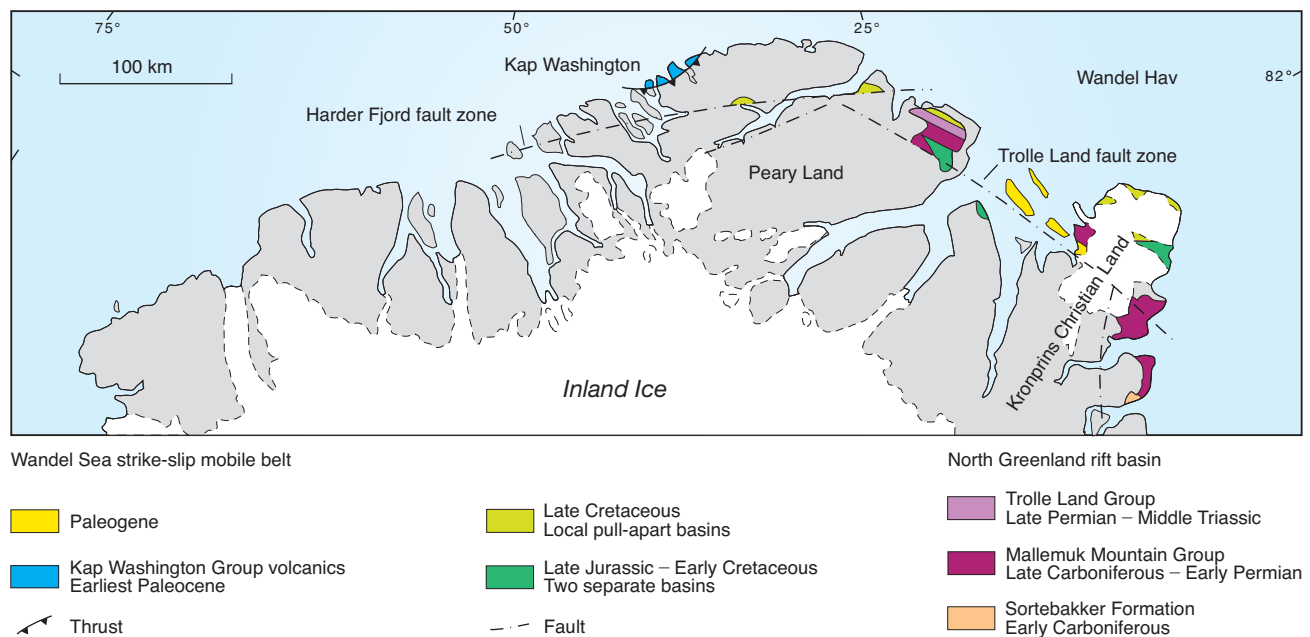 75°
50°
25°
100 km
Kap Washington
Wandel Hav
82°
Harder Fjord fault zone
Trolle Land fault zone
Peary Land
Kronprins Christian Land
Inland Ice
Wandel Sea strike-slip mobile belt
Paleogene
Kap Washington Group volcanics
Earliest Paleocene
Thrust
Late Cretaceous
Local pull-apart basins
Late Jurassic – Early Cretaceous
Two separate basins
Fault
North Greenland rift basin
Trolle Land Group
Late Permian – Middle Triassic
Mallemuk Mountain Group
Late Carboniferous – Early Permian
Sortebakker Formation
Early Carboniferous